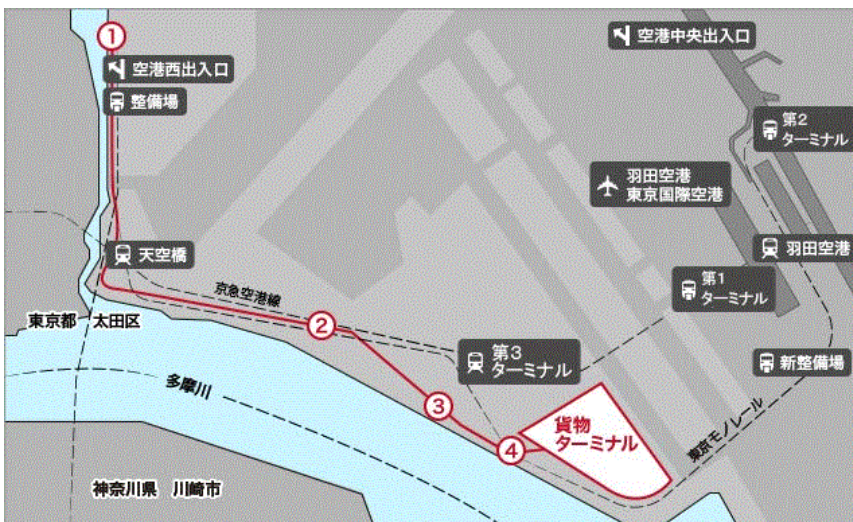 ①
空港西出入口
整備場
天空橋
京急空港線
②
東京都 太田区
多摩川
③
④
第3
ターミナル
貨物
ターミナル
神奈川県 川崎市
空港中央出入口
第2
ターミナル
羽田空港
東京国際空港
羽田空港
第1
ターミナル
新整備場
東京モノレール